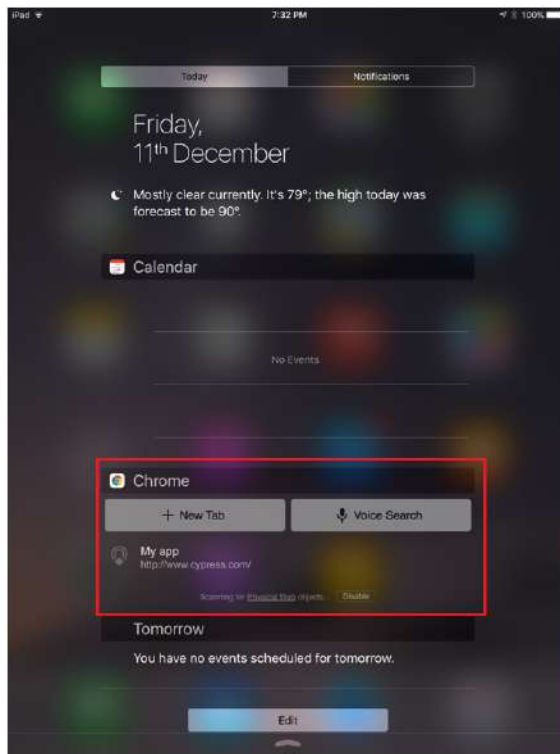 iPad 7:32 PM 100%
Today Notifications
Friday,
11th December
Mostly clear currently. It's 79°; the high today was
forecast to be 90°.
Calendar
No Events
Chrome
+ New Tab Voice Search
My app
http://www.cypress.com/
Scanning for Physical Web objects... Disable
Tomorrow
You have no events scheduled for tomorrow.
Edit